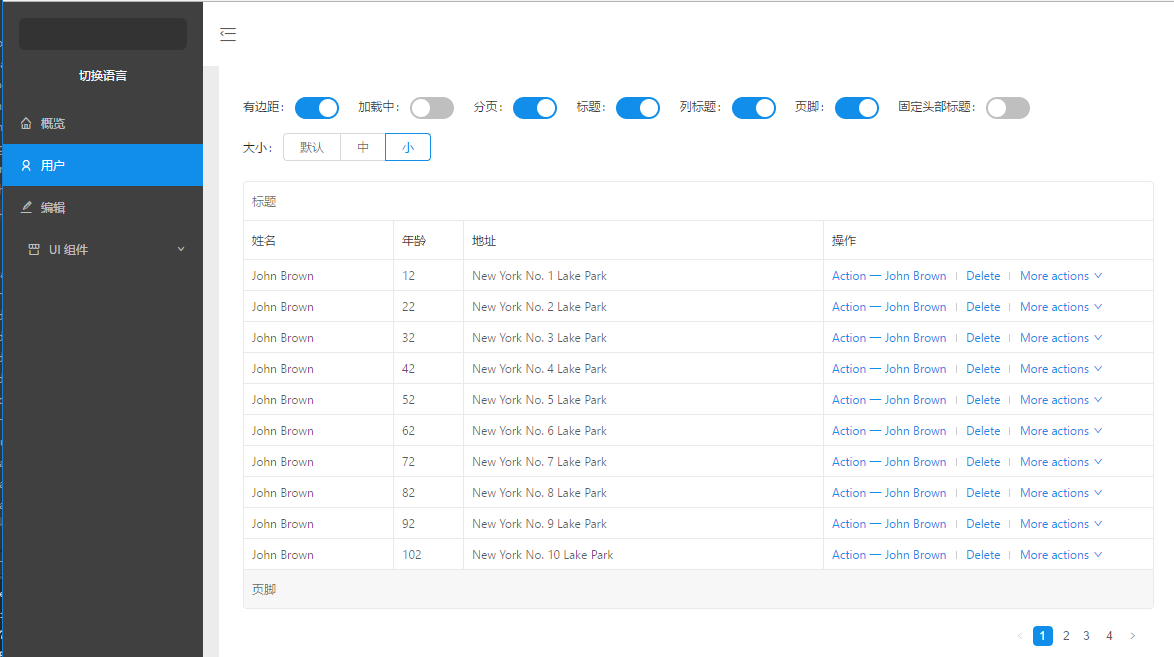 切换语言
概览
用户
编辑
UI 组件
有边距： 加载中： 分页： 标题： 列标题： 页脚： 固定头部标题：
大小： 默认 中 小
标题
姓名 年龄 地址 操作
John Brown 12 New York No. 1 Lake Park Action — John Brown Delete More actions
John Brown 22 New York No. 2 Lake Park Action — John Brown Delete More actions
John Brown 32 New York No. 3 Lake Park Action — John Brown Delete More actions
John Brown 42 New York No. 4 Lake Park Action — John Brown Delete More actions
John Brown 52 New York No. 5 Lake Park Action — John Brown Delete More actions
John Brown 62 New York No. 6 Lake Park Action — John Brown Delete More actions
John Brown 72 New York No. 7 Lake Park Action — John Brown Delete More actions
John Brown 82 New York No. 8 Lake Park Action — John Brown Delete More actions
John Brown 92 New York No. 9 Lake Park Action — John Brown Delete More actions
John Brown 102 New York No. 10 Lake Park Action — John Brown Delete More actions
页脚
1 2 3 4